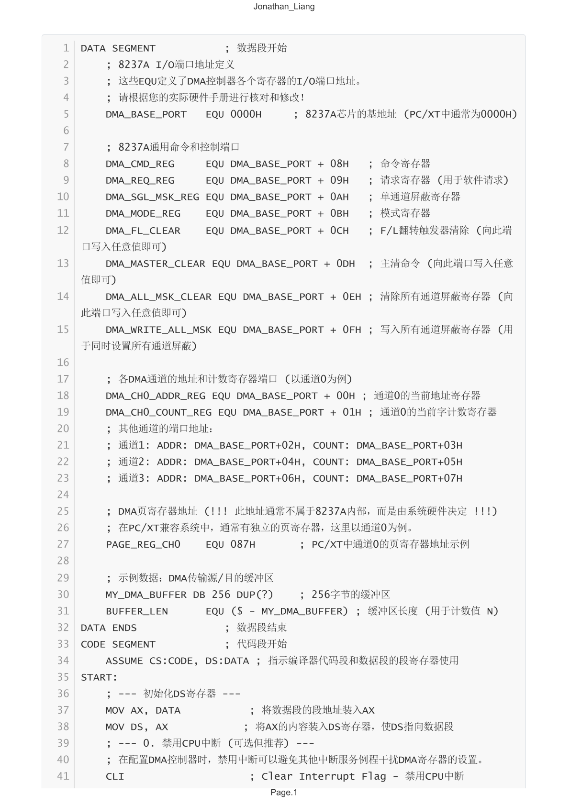 Jonathan_Liang
1 DATA SEGMENT ; 数据段开始
2 ; 8237A I/O端口地址定义
3 ; 这些EQU定义了DMA控制器各个寄存器的I/O端口地址。
4 ; 请根据您的实际硬件手册进行核对和修改!
5 DMA_BASE_PORT EQU 0000H ; 8237A芯片的基地址 (PC/XT中通常为0000H)
6
7 ; 8237A通用命令和控制端口
8 DMA_CMD_REG EQU DMA_BASE_PORT + 08H ; 命令寄存器
9 DMA_REQ_REG EQU DMA_BASE_PORT + 09H ; 请求寄存器 (用于软件请求)
10 DMA_SGL_MSK_REG EQU DMA_BASE_PORT + 0AH ; 单通道屏蔽寄存器
11 DMA_MODE_REG EQU DMA_BASE_PORT + 0BH ; 模式寄存器
12 DMA_FL_CLEAR EQU DMA_BASE_PORT + 0CH ; F/L翻转触发器清除 (向此端
口写入任意值即可)
13 DMA_MASTER_CLEAR EQU DMA_BASE_PORT + 0DH ; 主清命令 (向此端口写入任意
值即可)
14 DMA_ALL_MSK_CLEAR EQU DMA_BASE_PORT + 0EH ; 清除所有通道屏蔽寄存器 (向
此端口写入任意值即可)
15 DMA_WRITE_ALL_MSK EQU DMA_BASE_PORT + 0FH ; 写入所有通道屏蔽寄存器 (用
于同时设置所有通道屏蔽)
16
17 ; 各DMA通道的地址和计数寄存器端口 (以通道0为例)
18 DMA_CH0_ADDR_REG EQU DMA_BASE_PORT + 00H ; 通道0的当前地址寄存器
19 DMA_CH0_COUNT_REG EQU DMA_BASE_PORT + 01H ; 通道0的当前字计数寄存器
20 ; 其他通道的端口地址:
21 ; 通道1: ADDR: DMA_BASE_PORT+02H, COUNT: DMA_BASE_PORT+03H
22 ; 通道2: ADDR: DMA_BASE_PORT+04H, COUNT: DMA_BASE_PORT+05H
23 ; 通道3: ADDR: DMA_BASE_PORT+06H, COUNT: DMA_BASE_PORT+07H
24
25 ; DMA页寄存器地址 (!!! 此地址通常不属于8237A内部，而是由系统硬件决定 !!!)
26 ; 在PC/XT兼容系统中，通常有独立的页寄存器，这里以通道0为例。
27 PAGE_REG_CH0 EQU 087H ; PC/XT中通道0的页寄存器地址示例
28
29 ; 示例数据: DMA传输源/目的缓冲区
30 MY_DMA_BUFFER DB 256 DUP(?) ; 256字节的缓冲区
31 BUFFER_LEN EQU ($ - MY_DMA_BUFFER) ; 缓冲区长度 (用于计数值 N)
32 DATA ENDS ; 数据段结束
33 CODE SEGMENT ; 代码段开始
34 ASSUME CS:CODE, DS:DATA ; 指示编译器代码段和数据段的段寄存器使用
35 START:
36 ; --- 初始化DS寄存器 ---
37 MOV AX, DATA ; 将数据段的段地址装入AX
38 MOV DS, AX ; 将AX的内容装入DS寄存器，使DS指向数据段
39 ; --- 0. 禁用CPU中断 (可选但推荐) ---
40 ; 在配置DMA控制器时，禁用中断可以避免其他中断服务例程干扰DMA寄存器的设置。
41 CLI ; Clear Interrupt Flag - 禁用CPU中断
Page.1